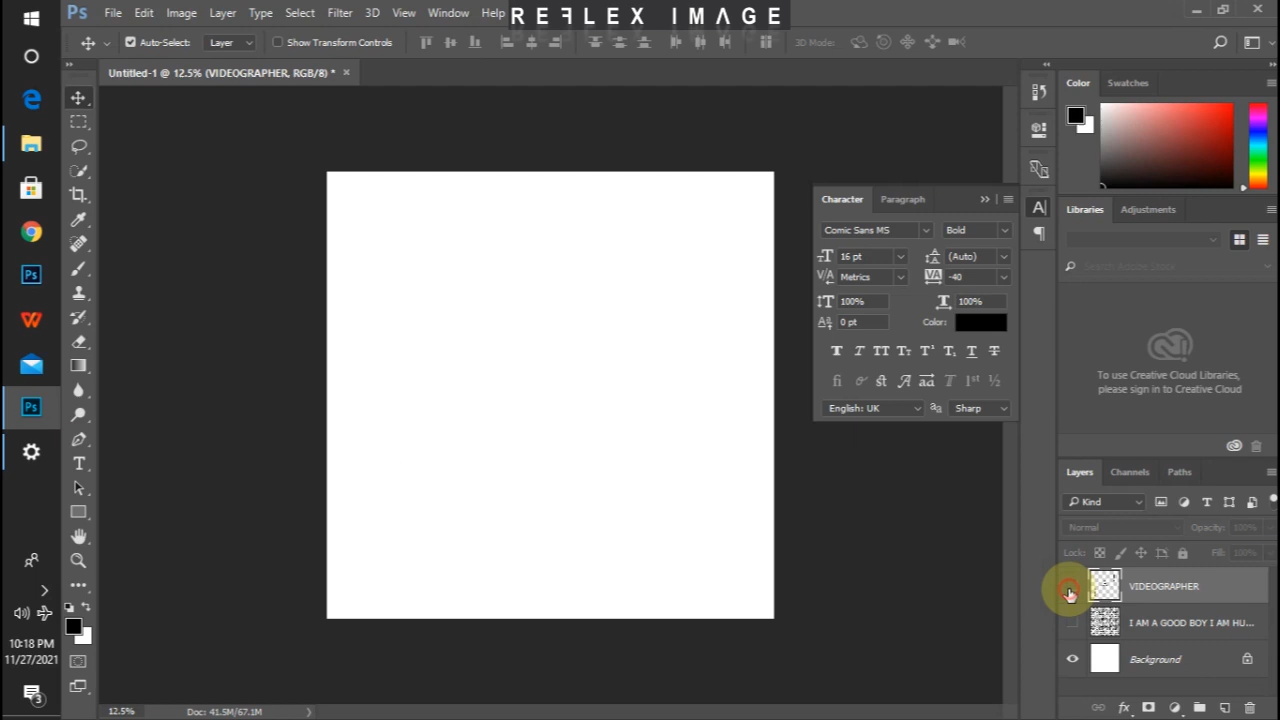 Ps File Edit Image Layer Type Select Filter 3D View Window Help
REFLEX IMAGE
Auto-Select: Layer Show Transform Controls 3D Mode:
Untitled-1 @ 12.5% (VIDEOGRAPHER, RGB/8) * ×
Color Swatches
Character Paragraph
Comic Sans MS Bold
16 pt (Auto)
Metrics -40
100% 100%
0 pt Color:
English: UK Sharp
Libraries Adjustments
Search Adobe Stock
To use Creative Cloud Libraries,
please sign in to Creative Cloud
Layers Channels Paths
Kind
Normal Opacity: 100%
Lock: Fill: 100%
VIDEOGRAPHER
I AM A GOOD BOY I AM HU...
Background
10:18 PM
11/27/2021
3
12.5% Doc: 41.5M/67.1M